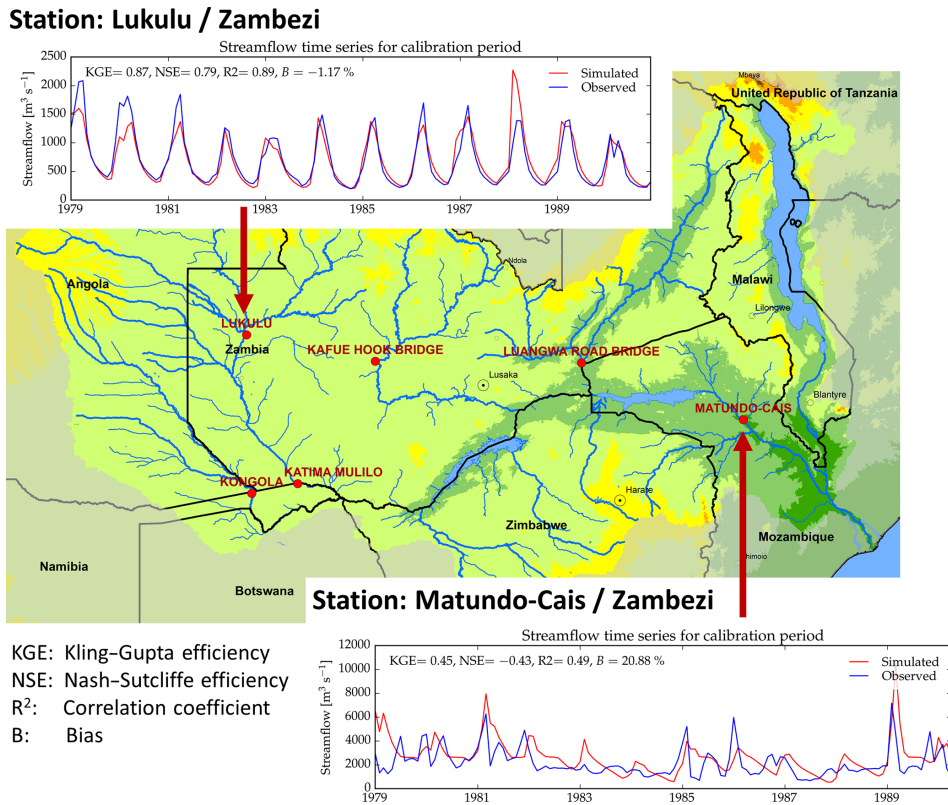 Station: Lukulu / Zambezi
Streamflow time series for calibration period
KGE= 0.87, NSE= 0.79, R2= 0.89, B = −1.17 %
Simulated
Observed
Streamflow [m³ s⁻¹]
2500
2000
1500
1000
500
0
1979 1981 1983 1985 1987 1989
Mbeya
United Republic of Tanzania
Angola
Ndola
Malawi
Lilongwe
LUKULU
Zambia
KAFUE HOOK BRIDGE
LUANGWA ROAD BRIDGE
Lusaka
MATUNDO-CAIS
Blantyre
KONGOLA
KATIMA MULILO
Harare
Zimbabwe
Mozambique
himoio
Namibia
Botswana
Station: Matundo-Cais / Zambezi
KGE: Kling–Gupta efficiency
NSE: Nash–Sutcliffe efficiency
R²: Correlation coefficient
B: Bias
Streamflow time series for calibration period
KGE= 0.45, NSE= −0.43, R2= 0.49, B = 20.88 %
Simulated
Observed
Streamflow [m³ s⁻¹]
12000
10000
8000
6000
4000
2000
0
1979 1981 1983 1985 1987 1989